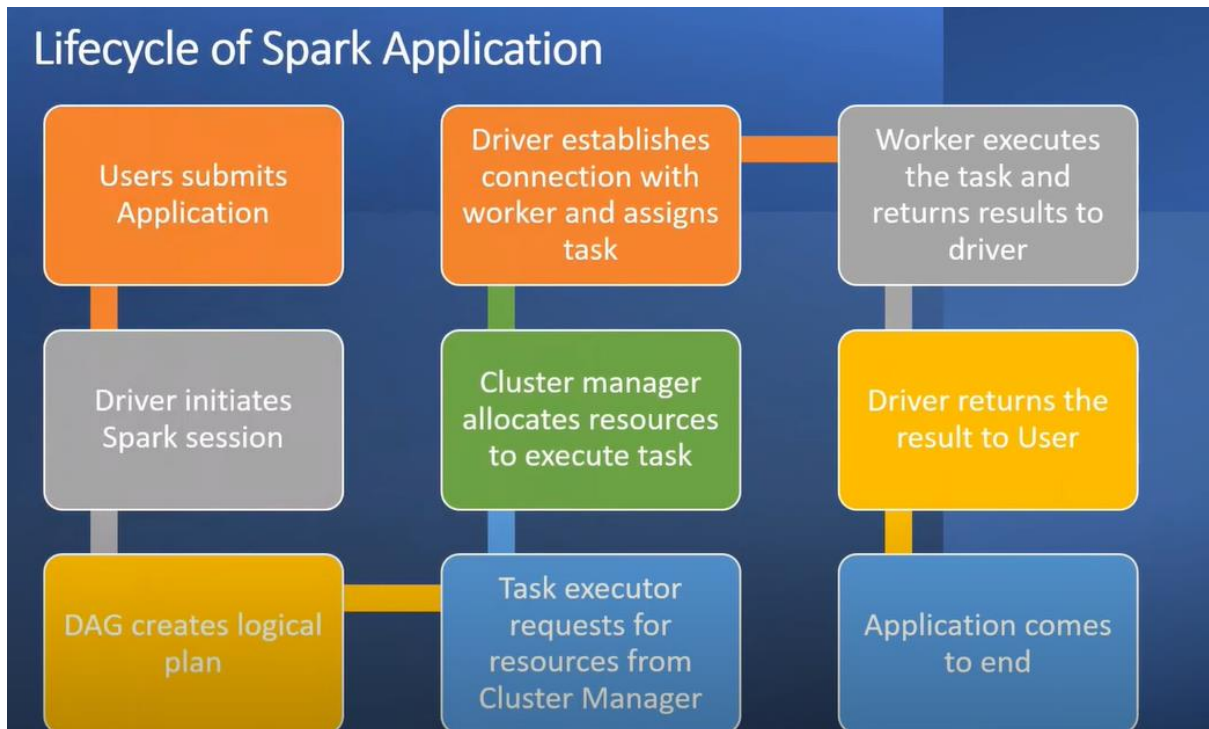 Lifecycle of Spark Application
Users submits
Application
Driver initiates
Spark session
DAG creates logical
plan
Task executor
requests for
resources from
Cluster Manager
Cluster manager
allocates resources
to execute task
Driver establishes
connection with
worker and assigns
task
Worker executes
the task and
returns results to
driver
Driver returns the
result to User
Application comes
to end